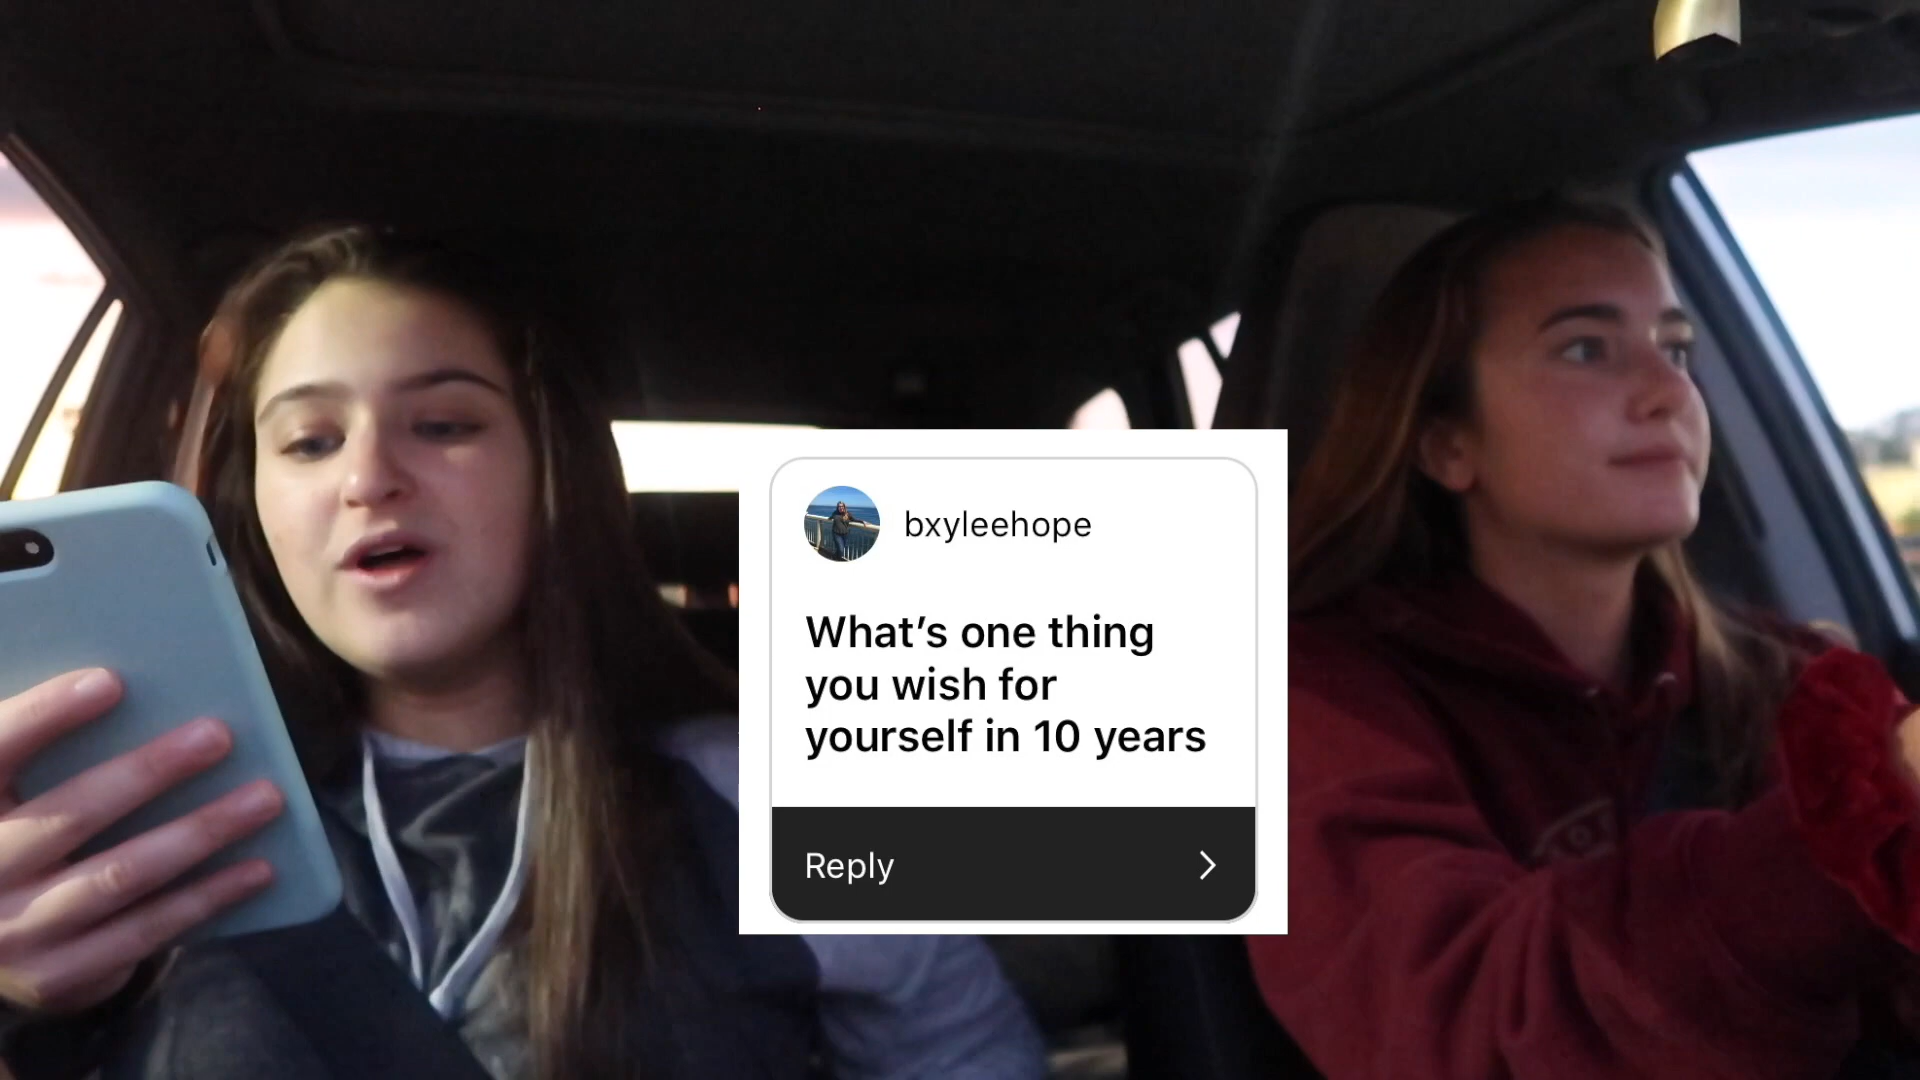 bxyleehope
What’s one thing
you wish for
yourself in 10 years
Reply